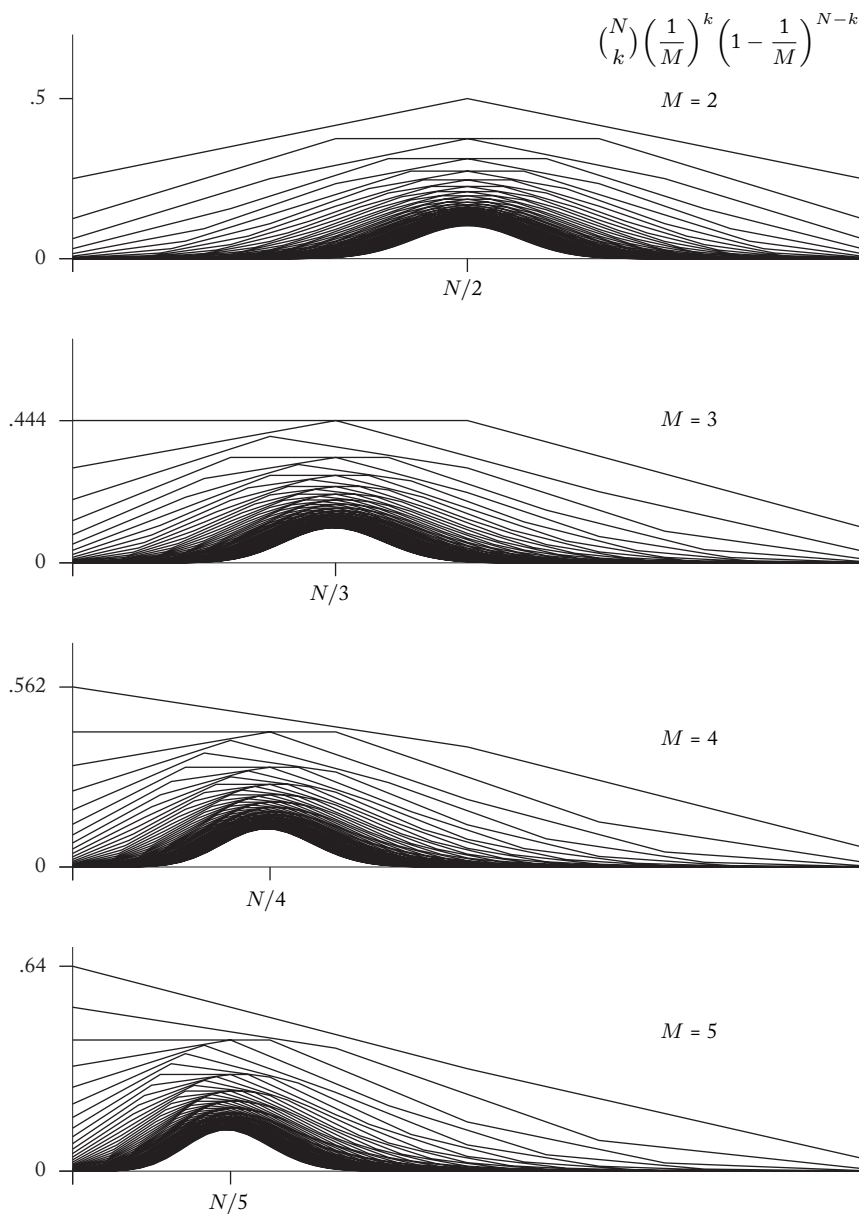 (N k) (1/M)^k (1 − 1/M)^{N−k}
.5
M = 2
0
N/2
.444
M = 3
0
N/3
.562
M = 4
0
N/4
.64
M = 5
0
N/5